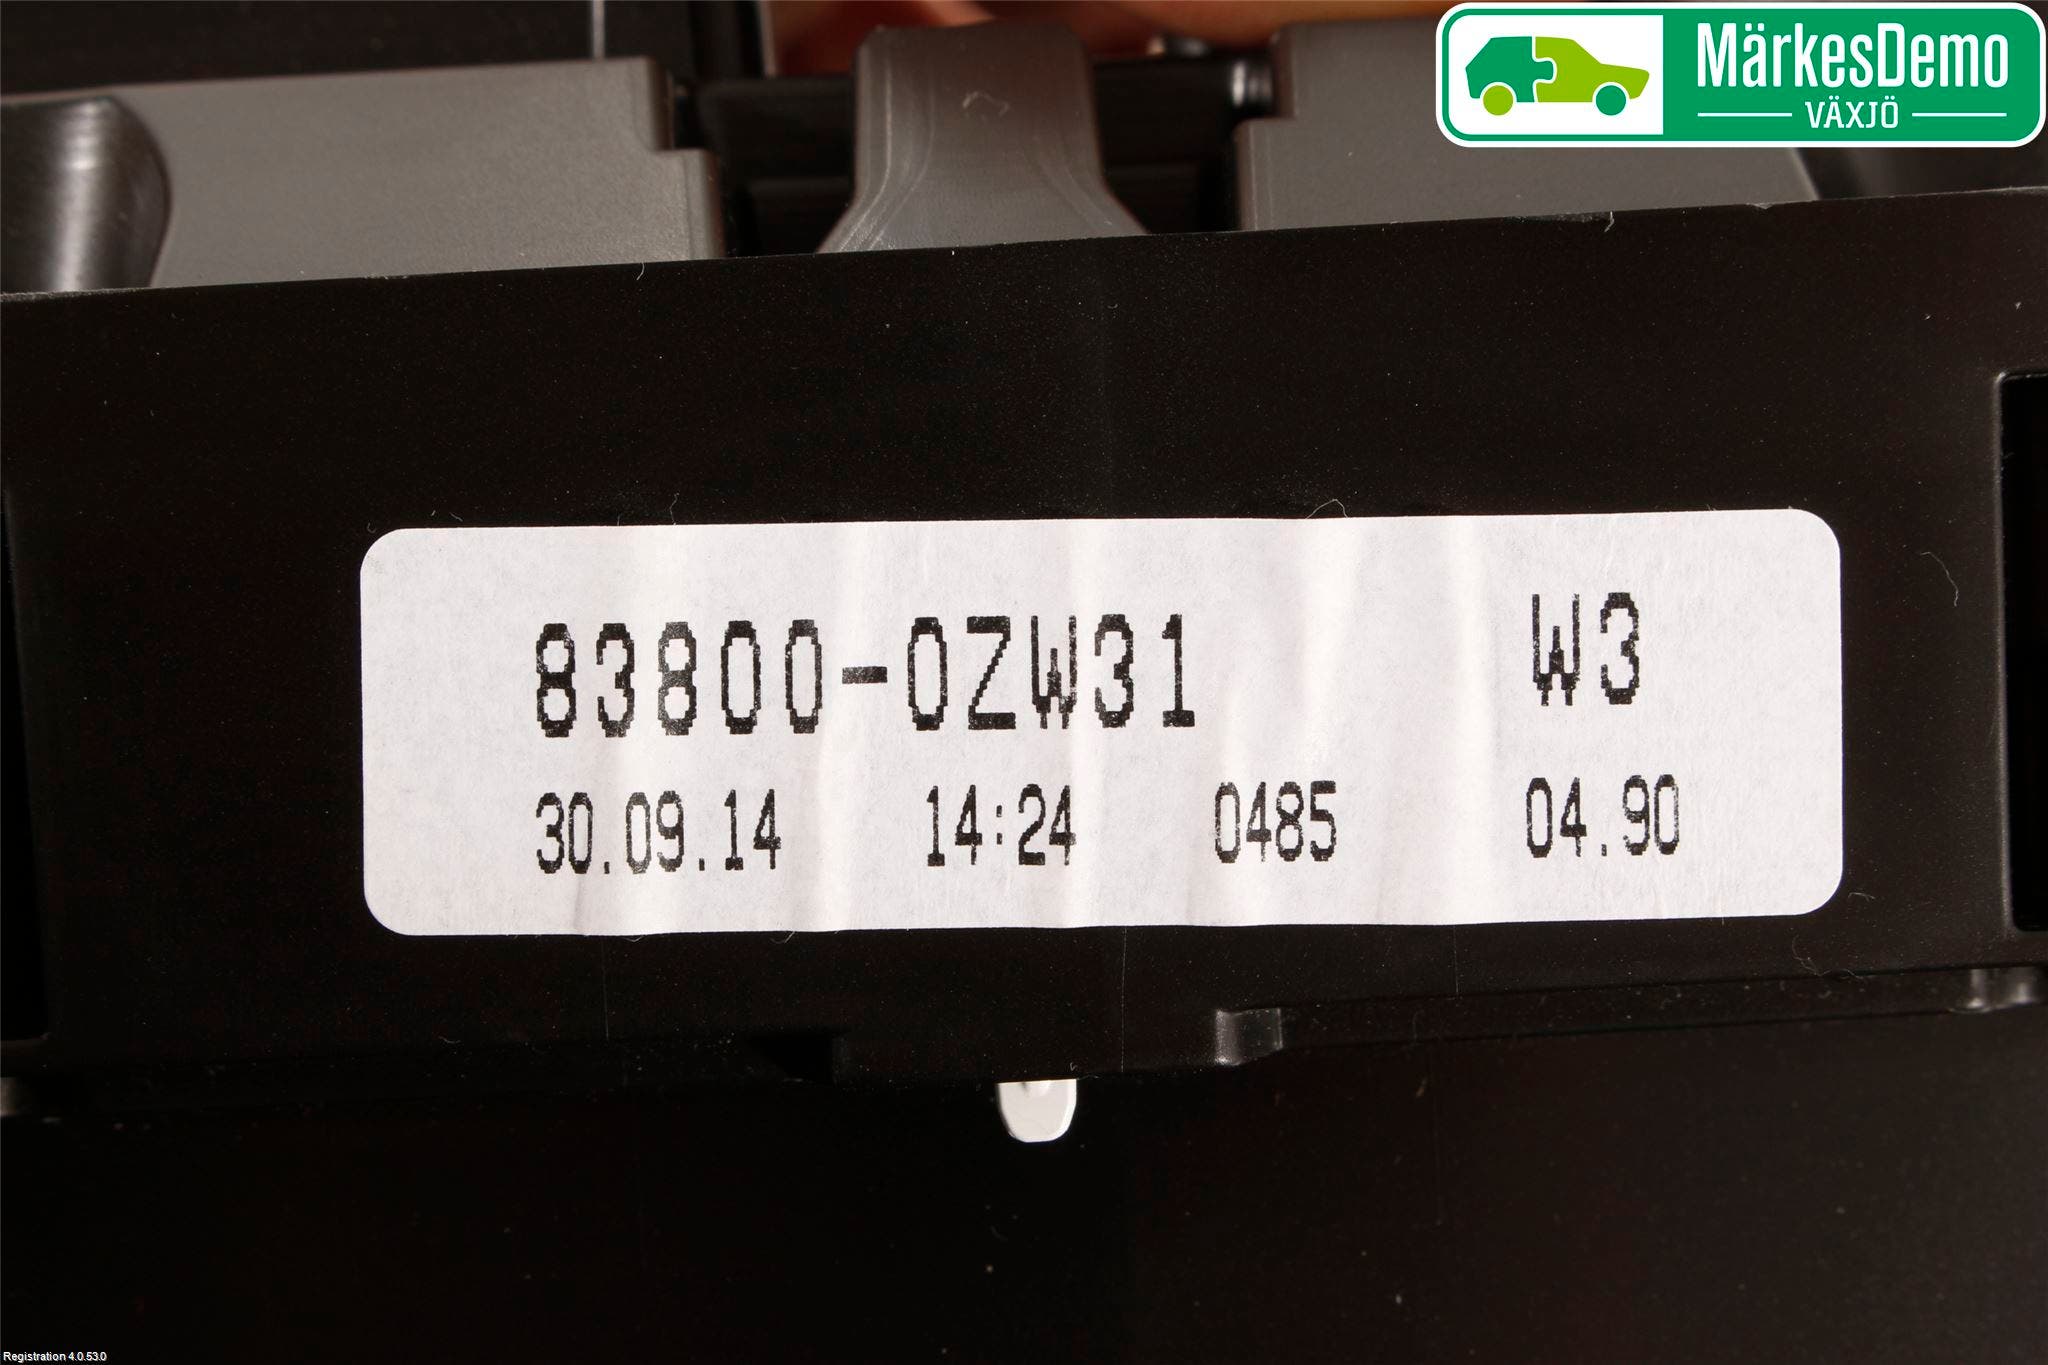 MärkesDemo
VÄXJÖ
83800-0ZW31 W3
30.09.14 14:24 0485 04.90
Registration 4.0.53.0